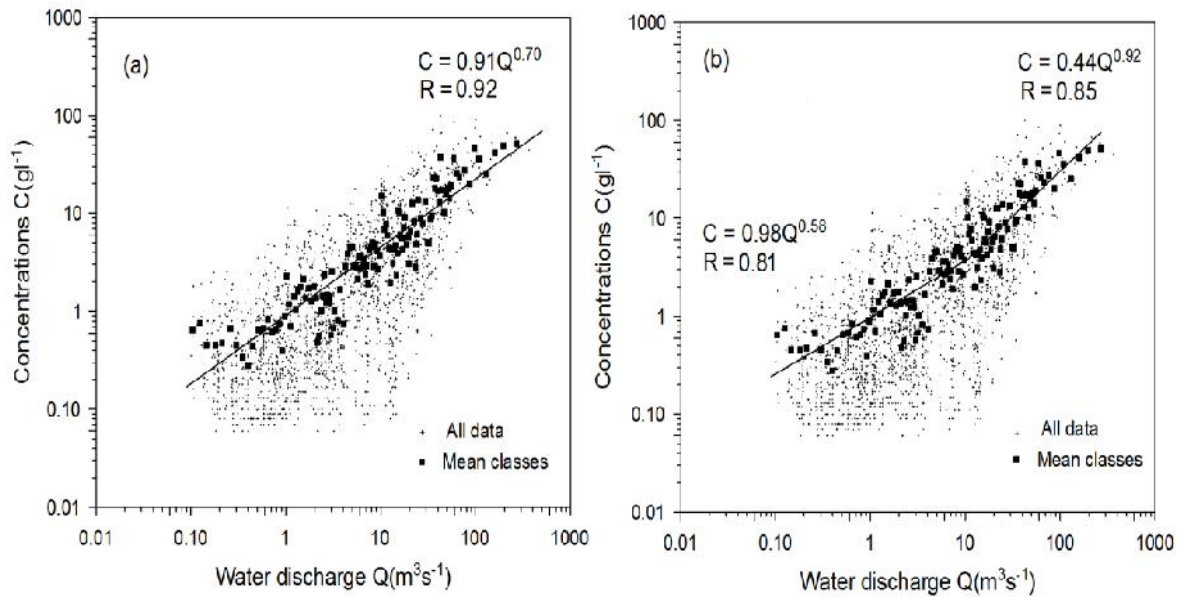 1000
100
10
1
0.10
0.01
Concentrations C(gl⁻¹)
(a)
C = 0.91Q^0.70
R = 0.92
All data
Mean classes
0.01 0.10 1 10 100 1000
Water discharge Q(m³s⁻¹)
1000
100
10
1
0.10
0.01
Concentrations C(gl⁻¹)
(b)
C = 0.44Q^0.92
R = 0.85
C = 0.98Q^0.58
R = 0.81
All data
Mean classes
0.01 0.10 1 10 100 1000
Water discharge Q(m³s⁻¹)